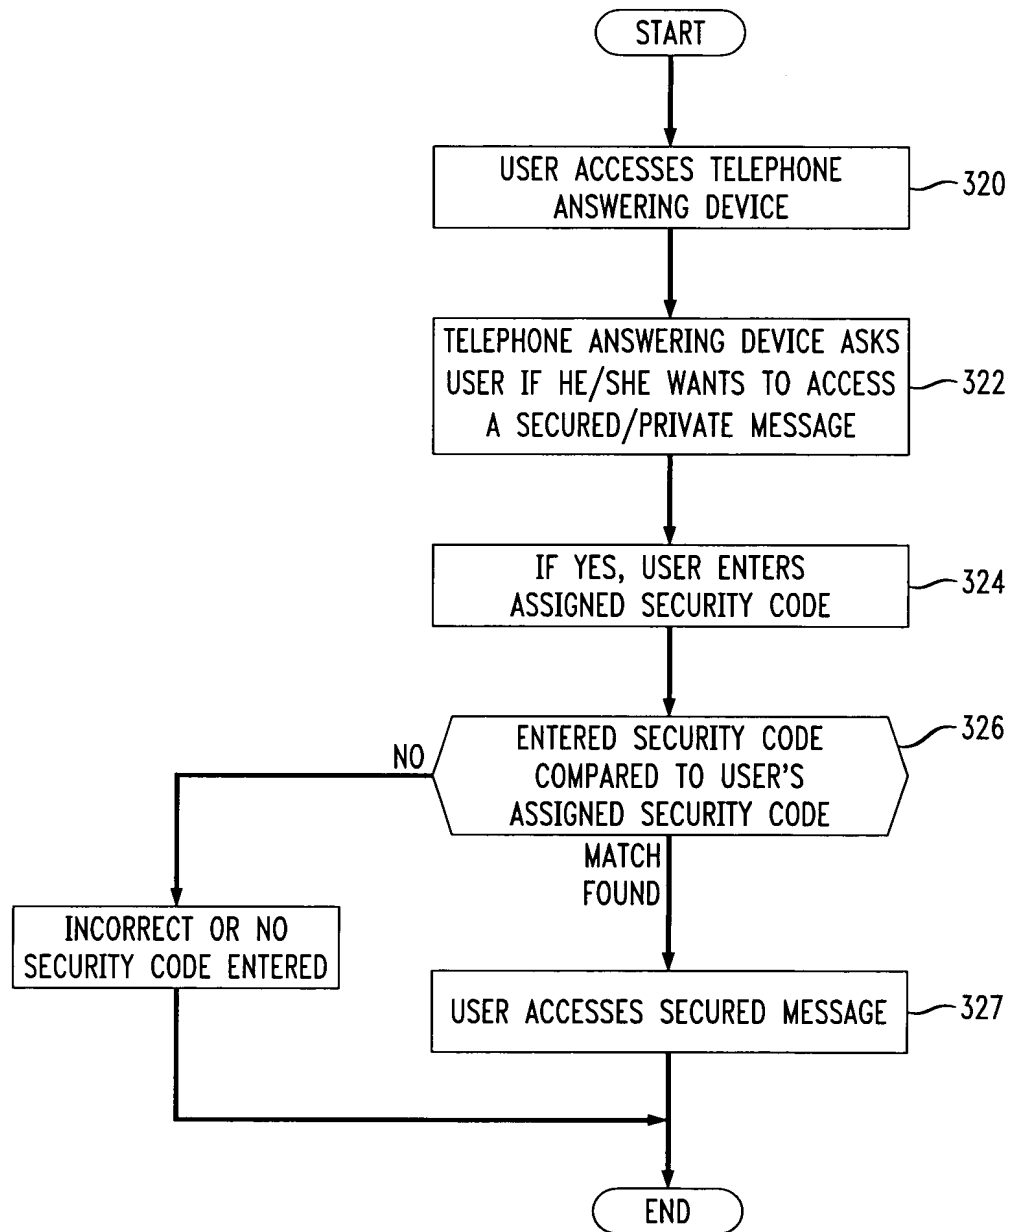 START
USER ACCESSES TELEPHONE
ANSWERING DEVICE
320
TELEPHONE ANSWERING DEVICE ASKS
USER IF HE/SHE WANTS TO ACCESS
A SECURED/PRIVATE MESSAGE
322
IF YES, USER ENTERS
ASSIGNED SECURITY CODE
324
ENTERED SECURITY CODE
COMPARED TO USER'S
ASSIGNED SECURITY CODE
326
NO
MATCH
FOUND
INCORRECT OR NO
SECURITY CODE ENTERED
USER ACCESSES SECURED MESSAGE
327
END